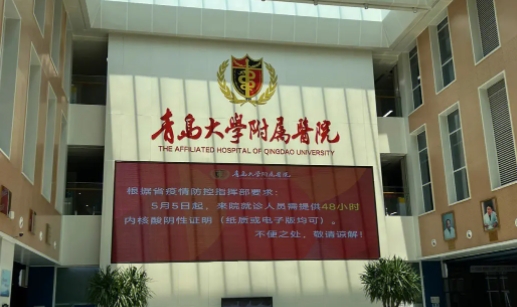 青岛大學附属醫院
THE AFFILIATED HOSPITAL OF QINGDAO UNIVERSITY
青岛大學附属醫院
根据省疫情防控指挥部要求：
5月5日起，来院就诊人员需提供48小时
内核酸阴性证明（纸质或电子版均可）。
不便之处，敬请谅解！